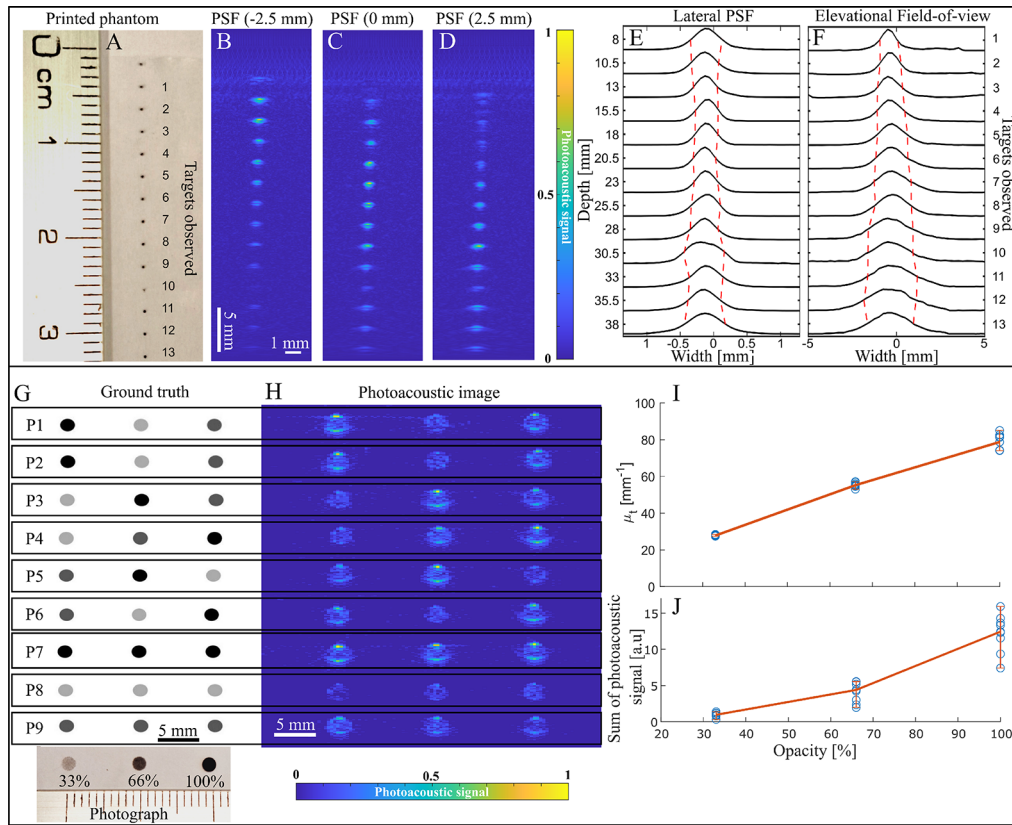 Printed phantom
A
0
cm
1
2
3
1
2
3
4
5
6
7
8
9
10
11
12
13
Targets observed
PSF (-2.5 mm)
B
5 mm
1 mm
PSF (0 mm)
C
PSF (2.5 mm)
D
1
0.5
0
Photoacoustic signal
Lateral PSF
E
Depth [mm]
8
10.5
13
15.5
18
20.5
23
25.5
28
30.5
33
35.5
38
-1 -0.5 0 0.5 1
Width [mm]
Elevational Field-of-view
F
1
2
3
4
5
6
7
8
9
10
11
12
13
Targets observed
-5 0 5
Width [mm]
G
Ground truth
P1
P2
P3
P4
P5
P6
P7
P8
P9
5 mm
33% 66% 100%
Photograph
H
Photoacoustic image
5 mm
0 0.5 1
Photoacoustic signal
I
μt [mm-1]
100
80
60
40
20
0
J
Sum of photoacoustic
signal [a.u]
15
10
5
0
20 30 40 50 60 70 80 90 100
Opacity [%]